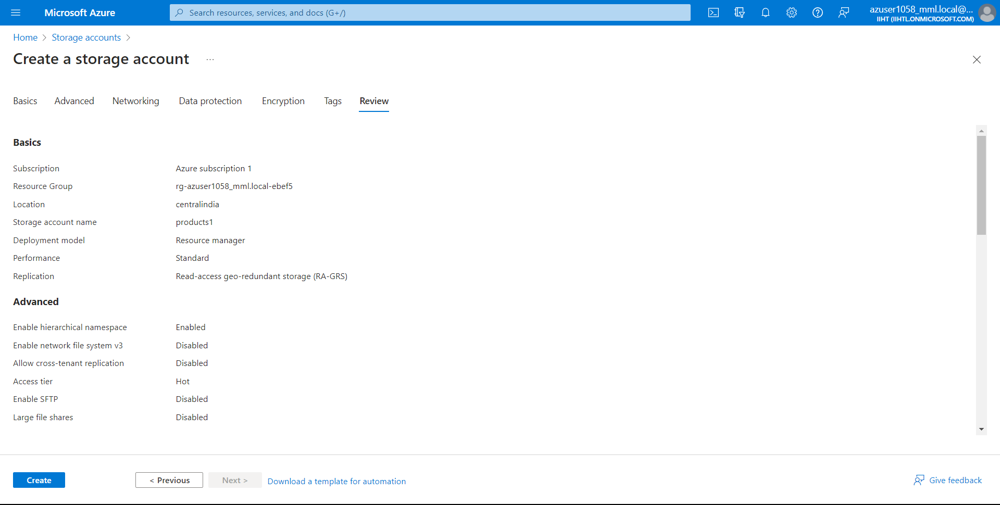 Microsoft Azure
Search resources, services, and docs (G+/)
azuser1058_mml.local@...
IIHT (IIHTL.ONMICROSOFT.COM)
Home > Storage accounts >
Create a storage account ...
Basics Advanced Networking Data protection Encryption Tags Review
Basics
Subscription Azure subscription 1
Resource Group rg-azuser1058_mml.local-ebef5
Location centralindia
Storage account name products1
Deployment model Resource manager
Performance Standard
Replication Read-access geo-redundant storage (RA-GRS)
Advanced
Enable hierarchical namespace Enabled
Enable network file system v3 Disabled
Allow cross-tenant replication Disabled
Access tier Hot
Enable SFTP Disabled
Large file shares Disabled
Create < Previous Next > Download a template for automation Give feedback